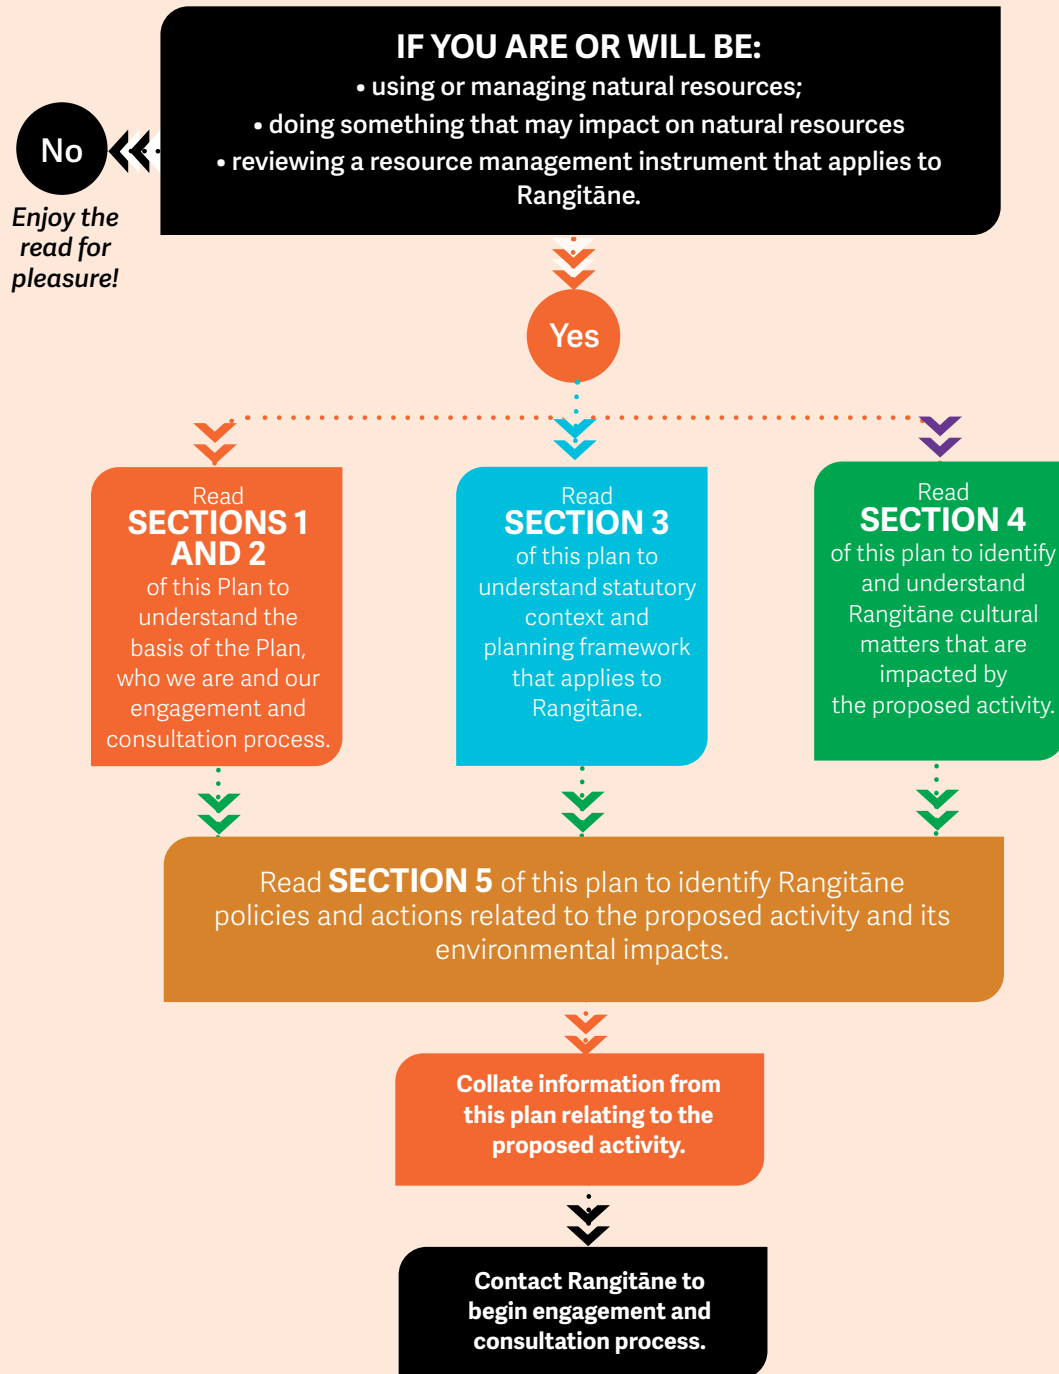 IF YOU ARE OR WILL BE:
• using or managing natural resources;
• doing something that may impact on natural resources
• reviewing a resource management instrument that applies to
Rangitāne.
No
Enjoy the
read for
pleasure!
Yes
Read
SECTIONS 1
AND 2
of this Plan to
understand the
basis of the Plan,
who we are and our
engagement and
consultation process.
Read
SECTION 3
of this plan to
understand statutory
context and
planning framework
that applies to
Rangitāne.
Read
SECTION 4
of this plan to identify
and understand
Rangitāne cultural
matters that are
impacted by
the proposed activity.
Read SECTION 5 of this plan to identify Rangitāne
policies and actions related to the proposed activity and its
environmental impacts.
Collate information from
this plan relating to the
proposed activity.
Contact Rangitāne to
begin engagement and
consultation process.